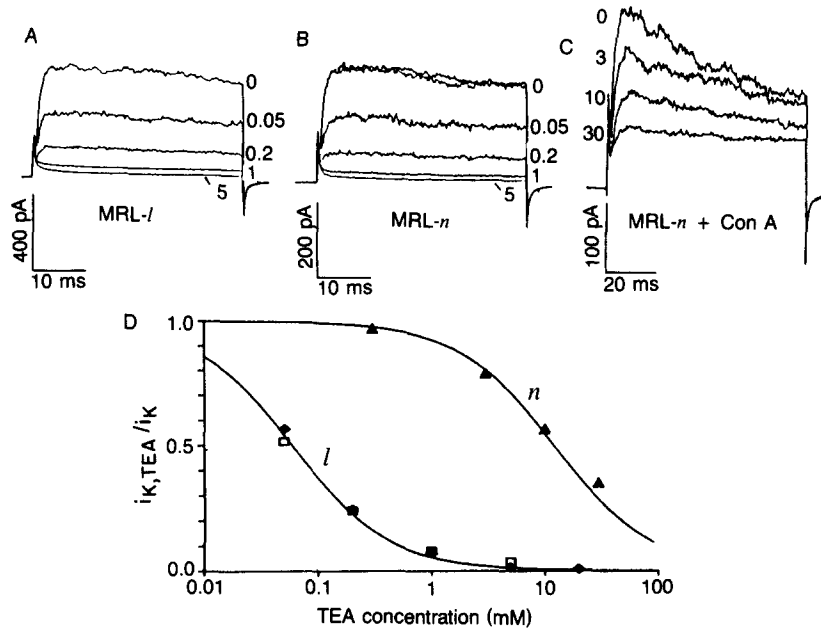 A
0
0.05
0.2
1
5
MRL-l
400 pA
10 ms
B
0
0.05
0.2
1
5
MRL-n
200 pA
10 ms
C
0
3
10
30
MRL-n + Con A
100 pA
20 ms
D
1.0
0.5
0.0
iK,TEA/iK
n
l
0.01
0.1
1
10
100
TEA concentration (mM)